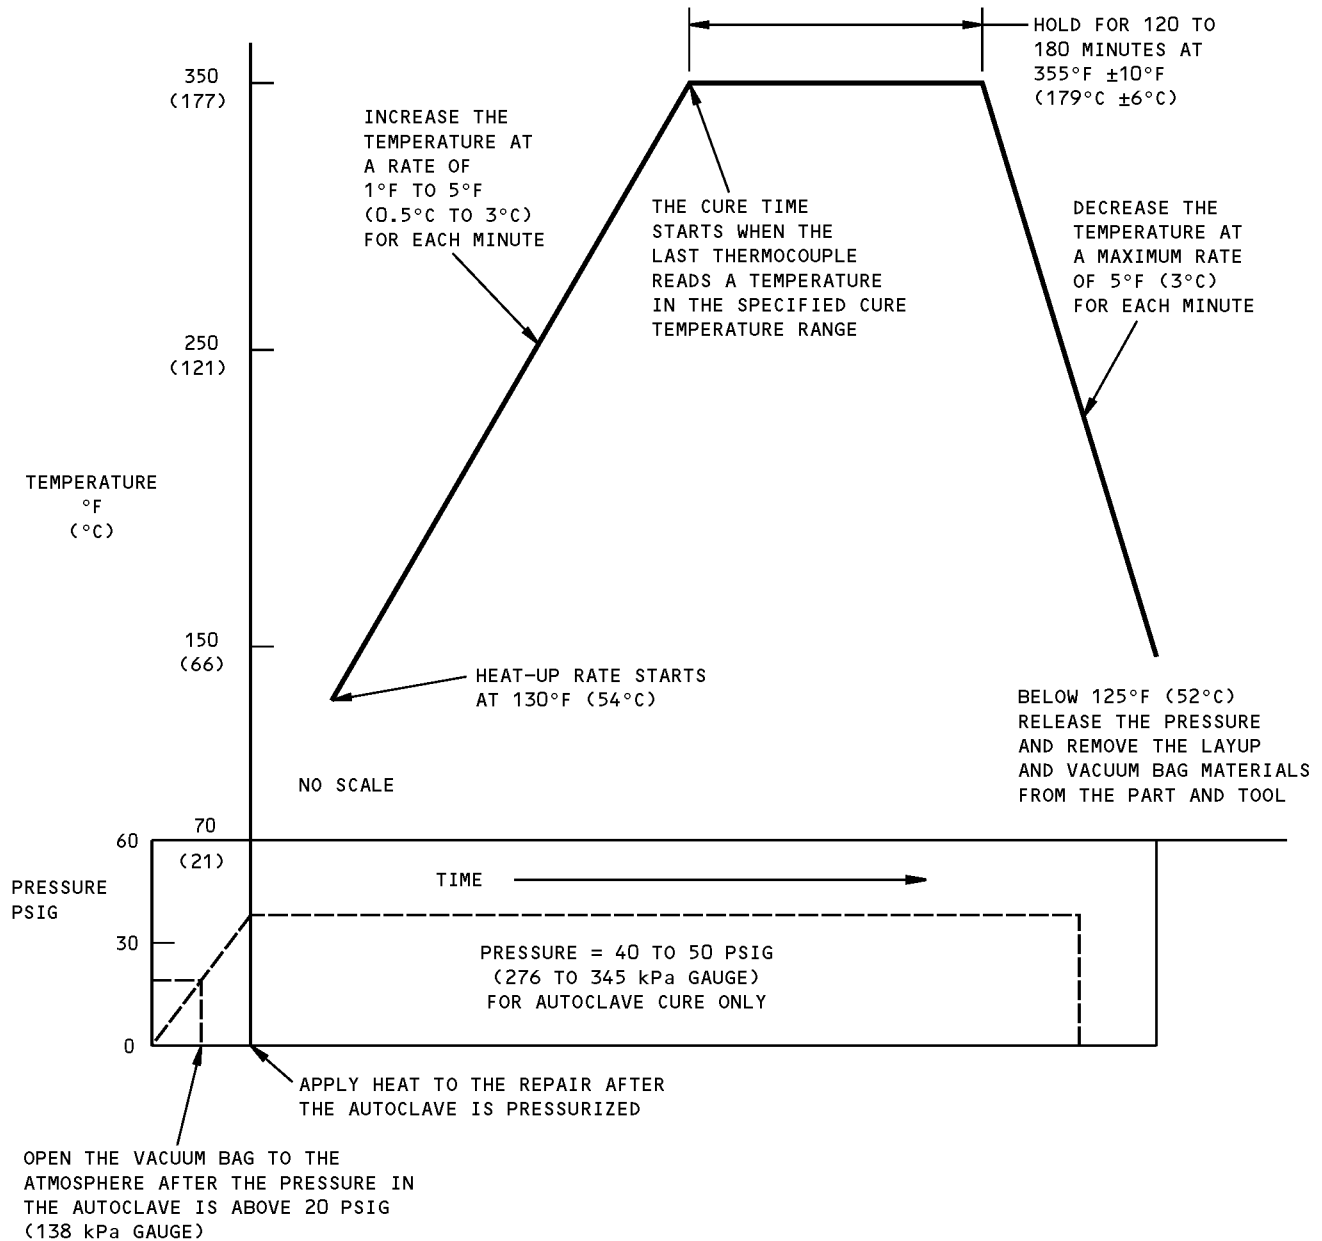 HOLD FOR 120 TO
180 MINUTES AT
355°F ±10°F
(179°C ±6°C)
350
(177)
INCREASE THE
TEMPERATURE AT
A RATE OF
1°F TO 5°F
(0.5°C TO 3°C)
FOR EACH MINUTE
THE CURE TIME
STARTS WHEN THE
LAST THERMOCOUPLE
READS A TEMPERATURE
IN THE SPECIFIED CURE
TEMPERATURE RANGE
DECREASE THE
TEMPERATURE AT
A MAXIMUM RATE
OF 5°F (3°C)
FOR EACH MINUTE
250
(121)
TEMPERATURE
°F
(°C)
150
(66)
HEAT-UP RATE STARTS
AT 130°F (54°C)
BELOW 125°F (52°C)
RELEASE THE PRESSURE
AND REMOVE THE LAYUP
AND VACUUM BAG MATERIALS
FROM THE PART AND TOOL
NO SCALE
70
(21)
60
PRESSURE
PSIG
TIME
30
PRESSURE = 40 TO 50 PSIG
(276 TO 345 kPa GAUGE)
FOR AUTOCLAVE CURE ONLY
0
APPLY HEAT TO THE REPAIR AFTER
THE AUTOCLAVE IS PRESSURIZED
OPEN THE VACUUM BAG TO THE
ATMOSPHERE AFTER THE PRESSURE IN
THE AUTOCLAVE IS ABOVE 20 PSIG
(138 kPa GAUGE)